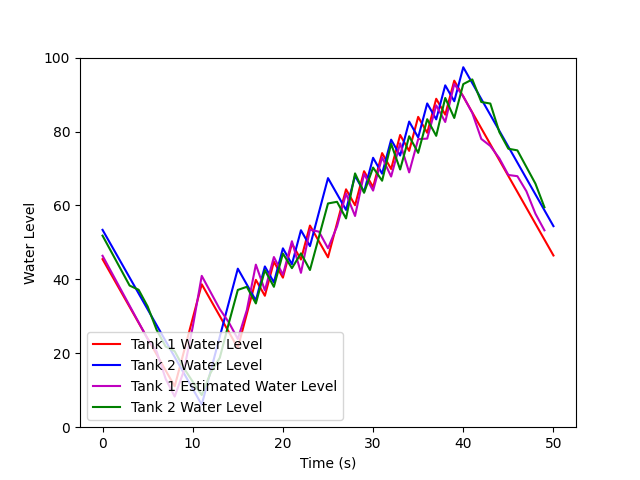 100
80
60
40
20
0
Water Level
Tank 1 Water Level
Tank 2 Water Level
Tank 1 Estimated Water Level
Tank 2 Water Level
0 10 20 30 40 50
Time (s)